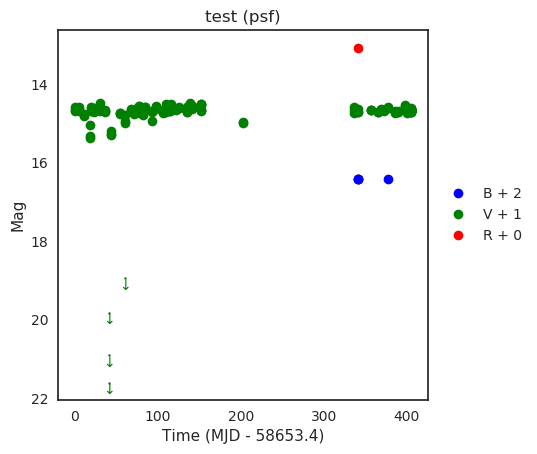 test (psf)
Mag
14
16
18
20
22
0 100 200 300 400
Time (MJD - 58653.4)
B + 2
V + 1
R + 0